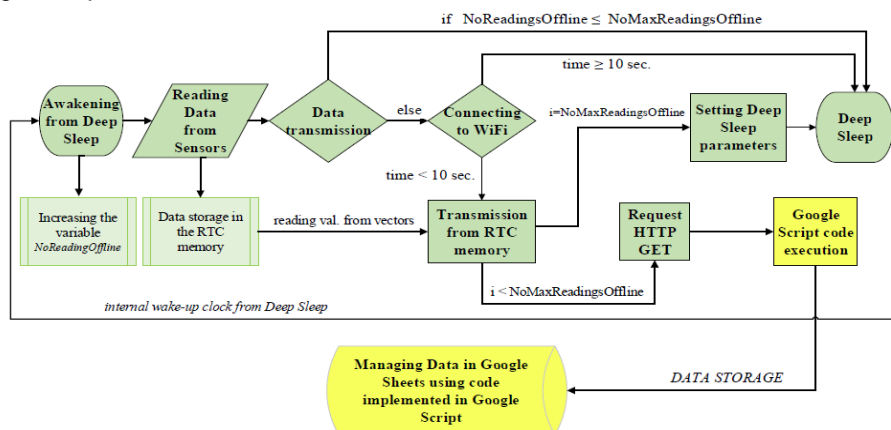 if NoReadingsOffline ≤ NoMaxReadingsOffline
time ≥ 10 sec.
Awakening
from Deep
Sleep
Reading
Data
from
Sensors
Data
transmission
else
Connecting
to WiFi
i=NoMaxReadingsOffline
Setting Deep
Sleep
parameters
Deep
Sleep
time < 10 sec.
Increasing the
variable
NoReadingOffline
Data storage in
the RTC
memory
reading val. from vectors
Transmission
from RTC
memory
Request
HTTP
GET
Google
Script code
execution
i < NoMaxReadingsOffline
internal wake-up clock from Deep Sleep
Managing Data in Google
Sheets using code
implemented in Google
Script
DATA STORAGE